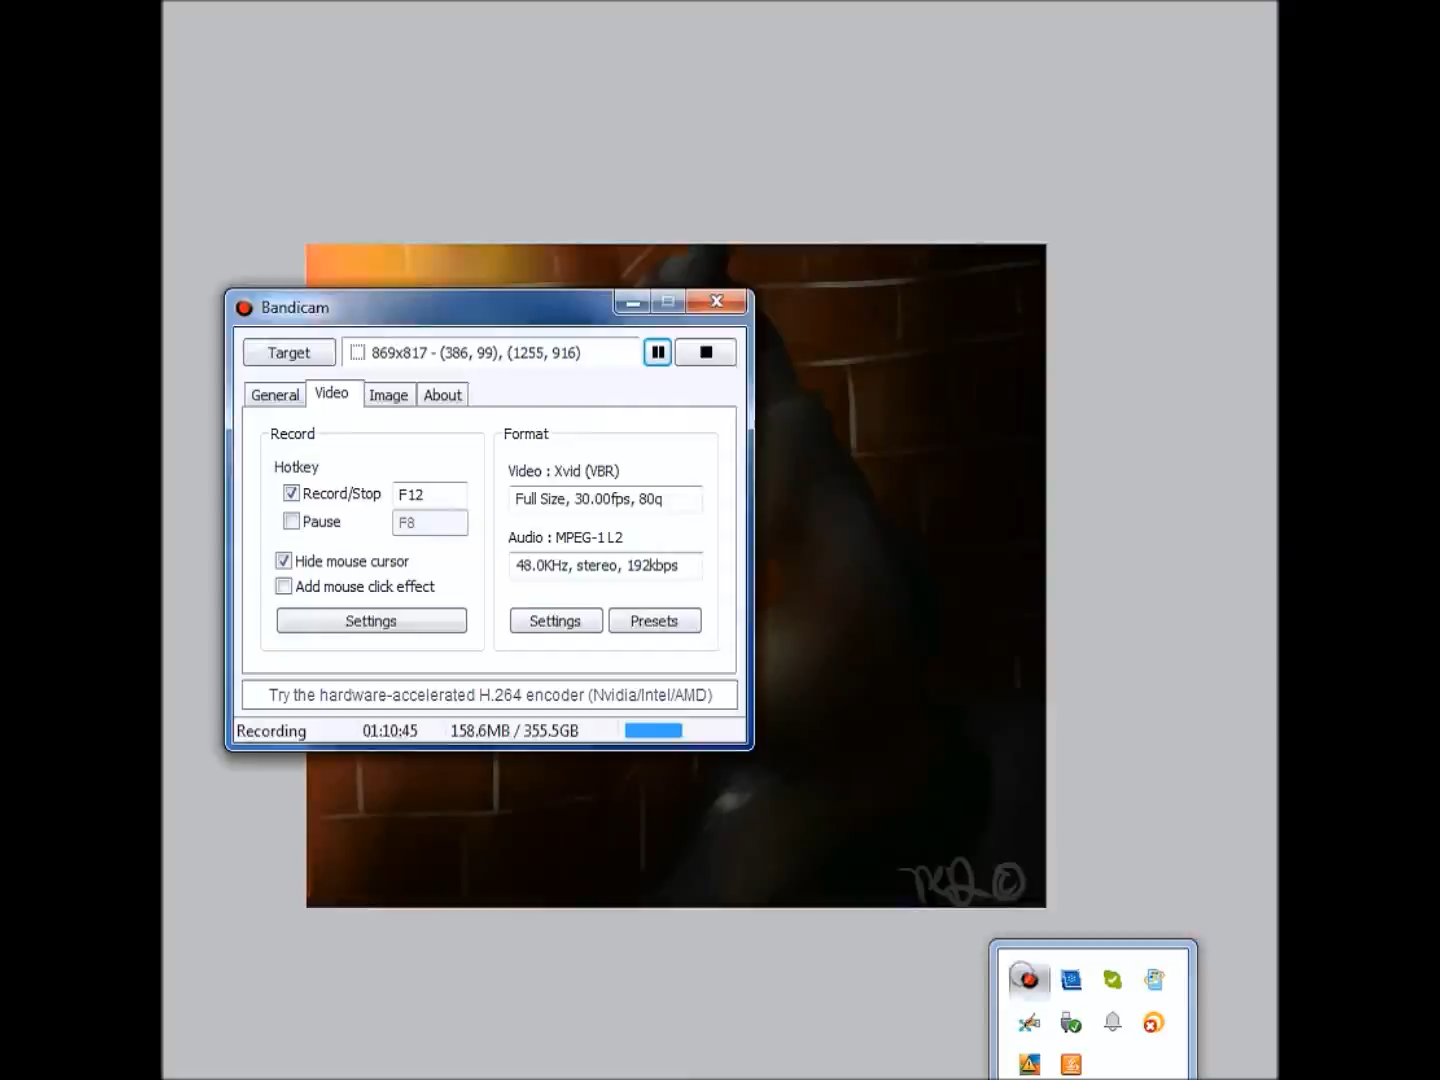 Bandicam
Target 869x817 - (386, 99), (1255, 916)
General Video Image About
Record
Hotkey
Record/Stop F12
Pause F8
Hide mouse cursor
Add mouse click effect
Settings
Format
Video : Xvid (VBR)
Full Size, 30.00fps, 80q
Audio : MPEG-1 L2
48.0KHz, stereo, 192kbps
Settings Presets
Try the hardware-accelerated H.264 encoder (Nvidia/Intel/AMD)
Recording 01:10:45 158.6MB / 355.5GB
©